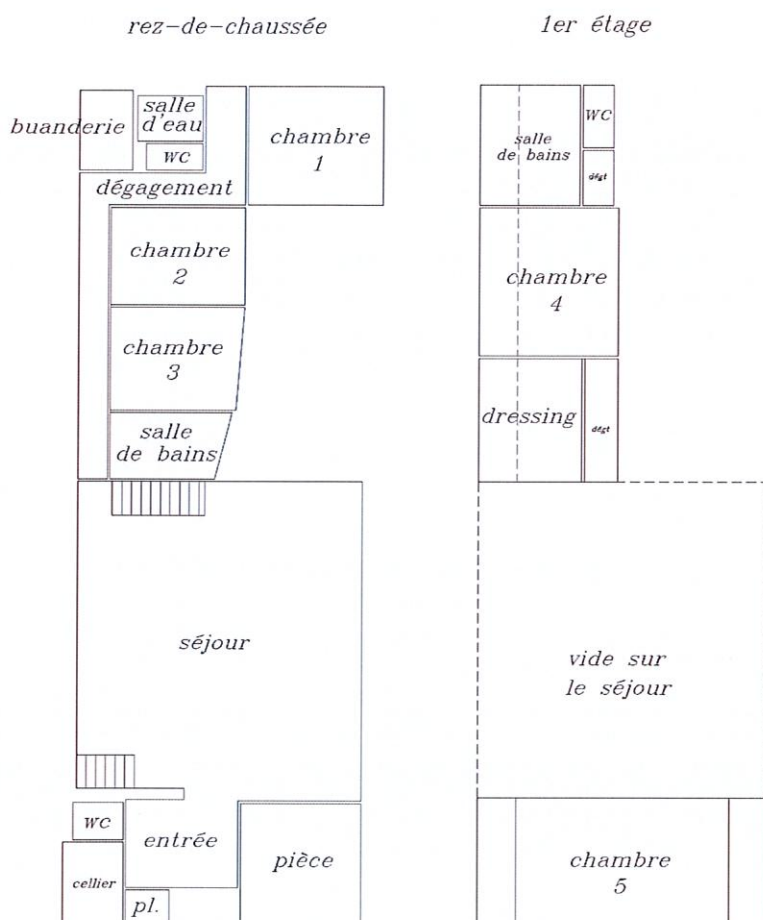 rez-de-chaussée
1er étage
buanderie
salle
d'eau
wc
chambre
1
dégagement
chambre
2
chambre
3
salle
de bains
séjour
wc
entrée
pièce
cellier
pl.
salle
de bains
WC
dégt
chambre
4
dressing
dégt
vide sur
le séjour
chambre
5